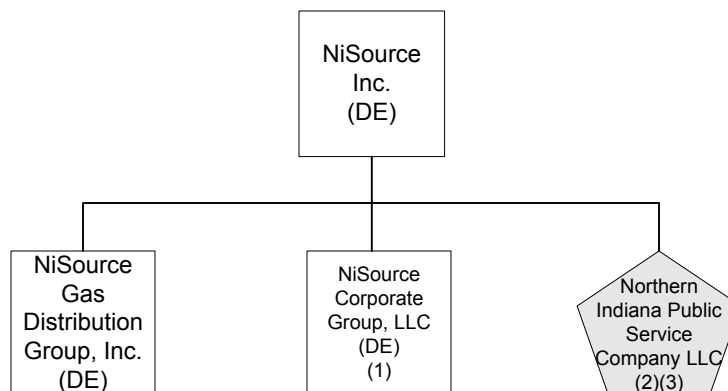 NiSource
Inc.
(DE)
NiSource
Gas
Distribution
Group, Inc.
(DE)
NiSource
Corporate
Group, LLC
(DE)
(1)
Northern
Indiana Public
Service
Company LLC
(2)(3)